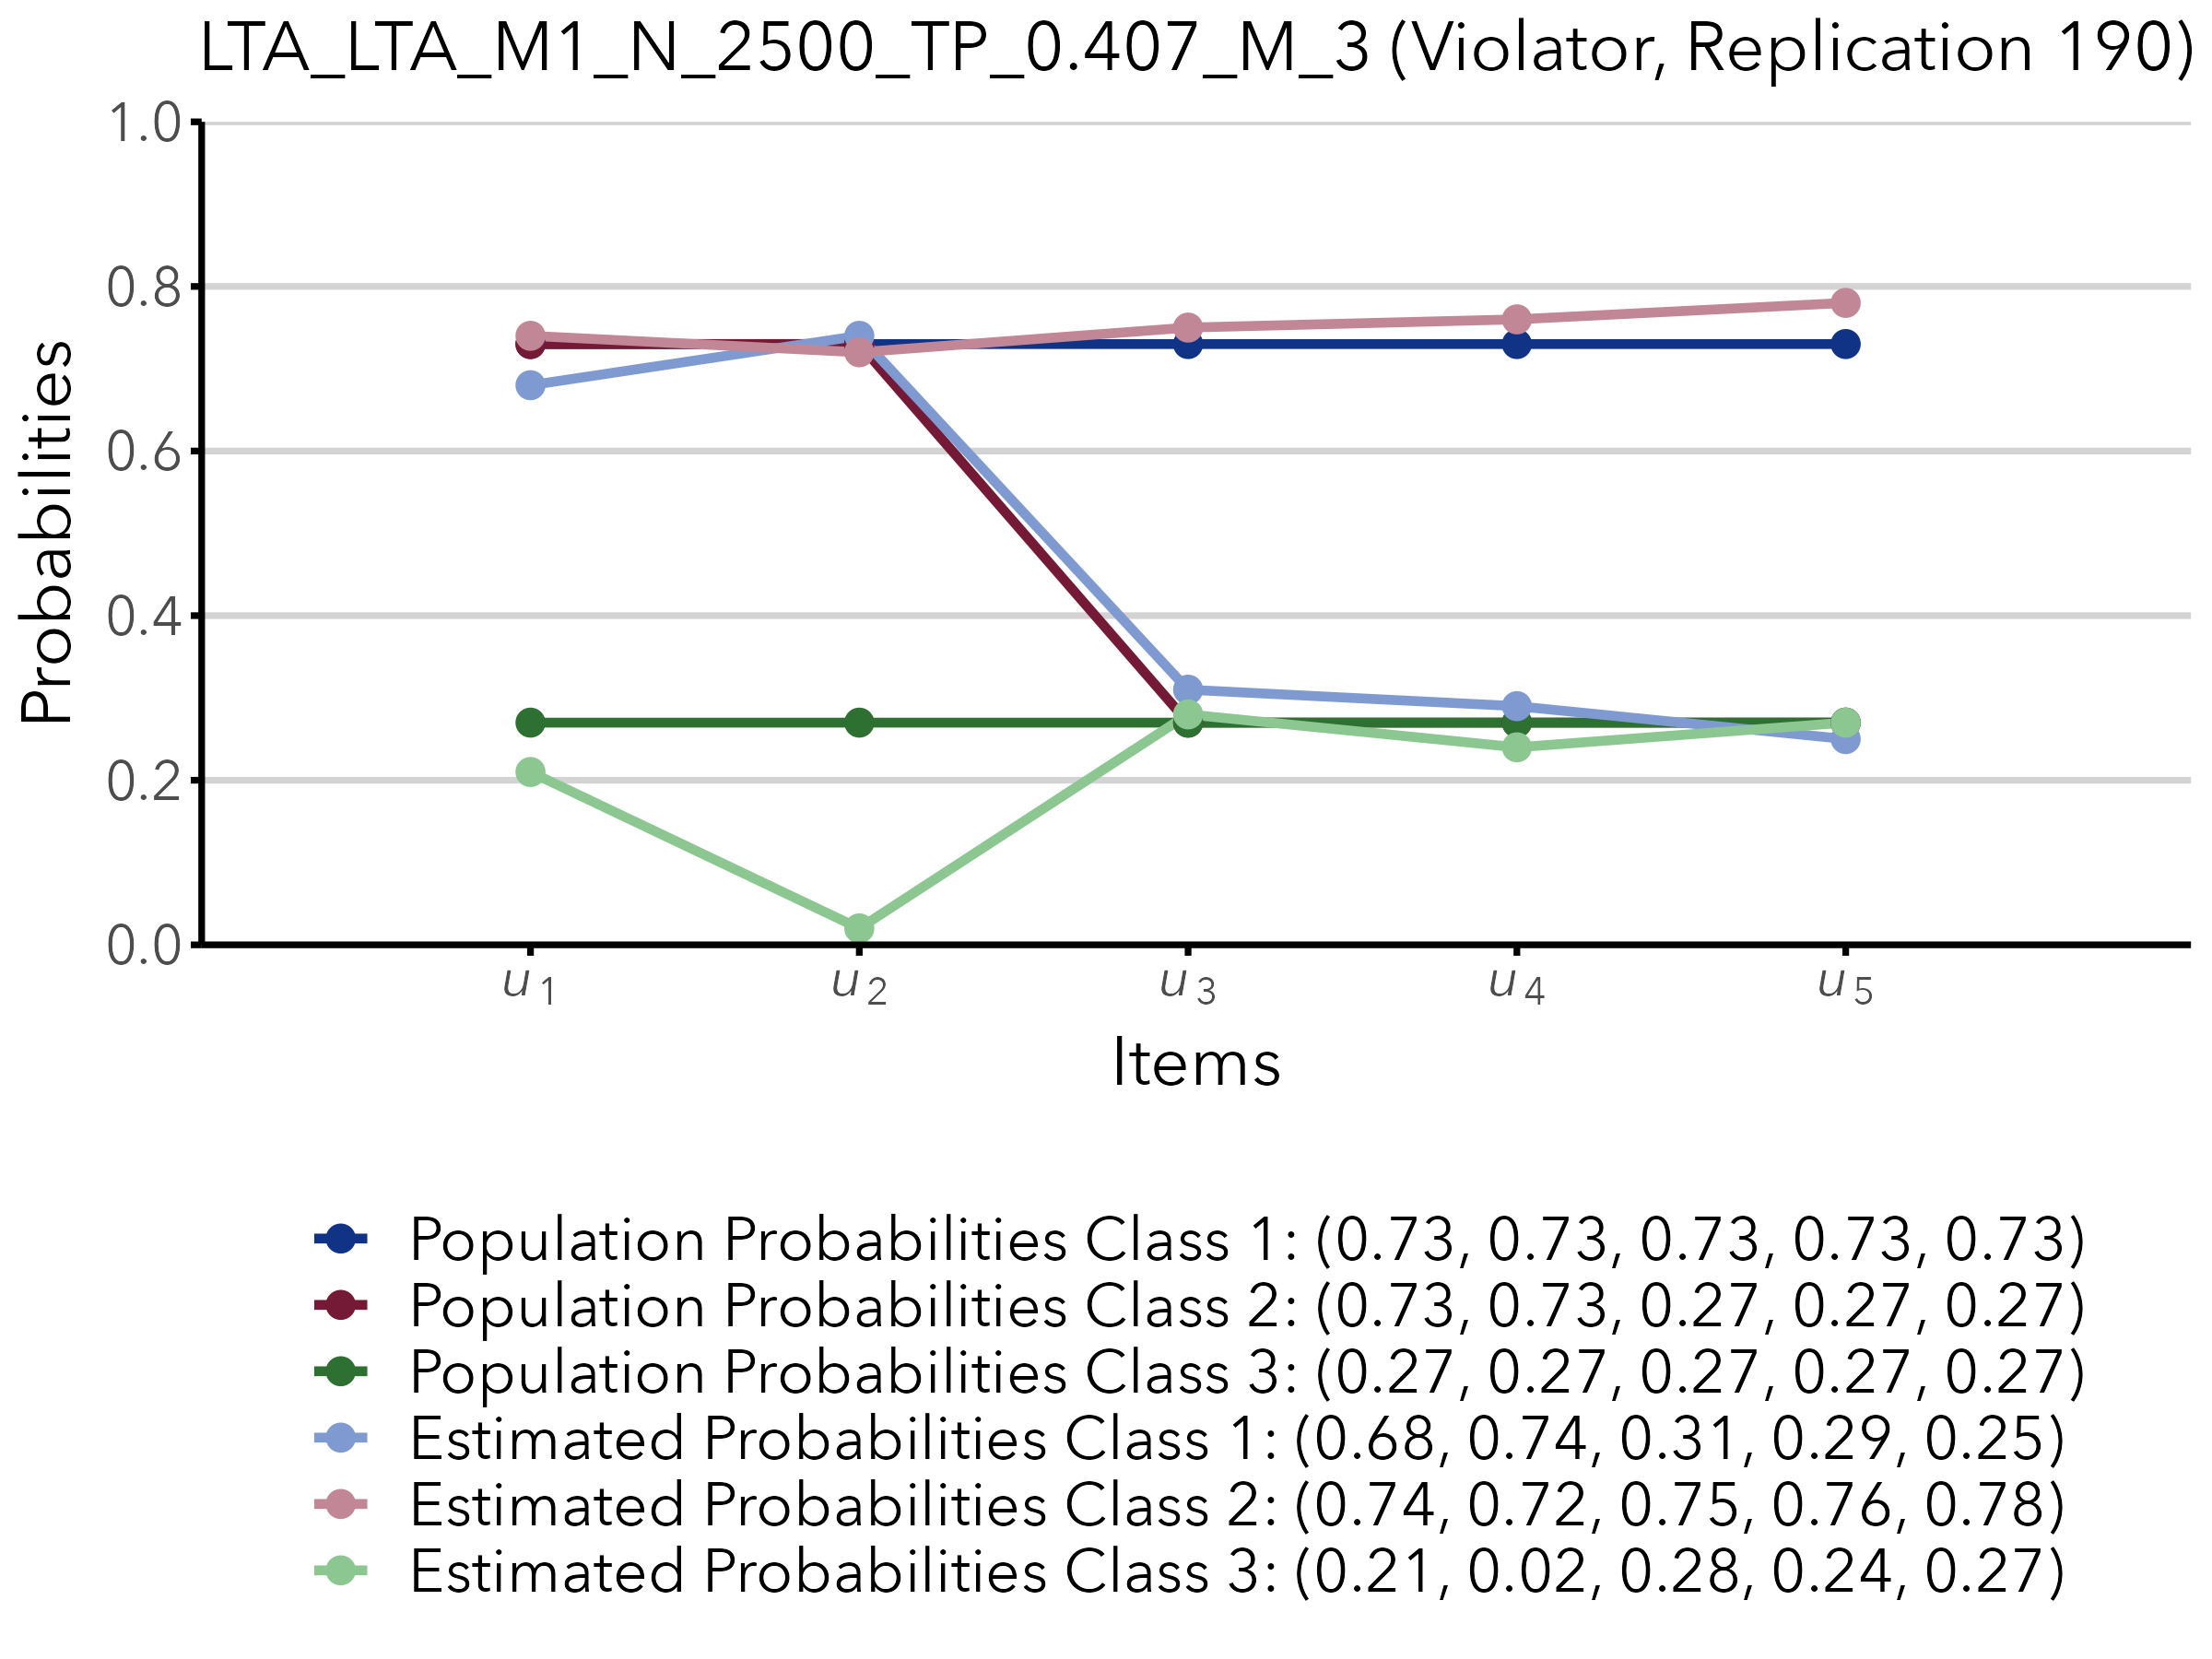 LTA_LTA_M1_N_2500_TP_0.407_M_3 (Violator, Replication 190)
1.0
0.8
0.6
0.4
0.2
0.0
Probabilities
u1
u2
u3
u4
u5
Items
Population Probabilities Class 1: (0.73, 0.73, 0.73, 0.73, 0.73)
Population Probabilities Class 2: (0.73, 0.73, 0.27, 0.27, 0.27)
Population Probabilities Class 3: (0.27, 0.27, 0.27, 0.27, 0.27)
Estimated Probabilities Class 1: (0.68, 0.74, 0.31, 0.29, 0.25)
Estimated Probabilities Class 2: (0.74, 0.72, 0.75, 0.76, 0.78)
Estimated Probabilities Class 3: (0.21, 0.02, 0.28, 0.24, 0.27)